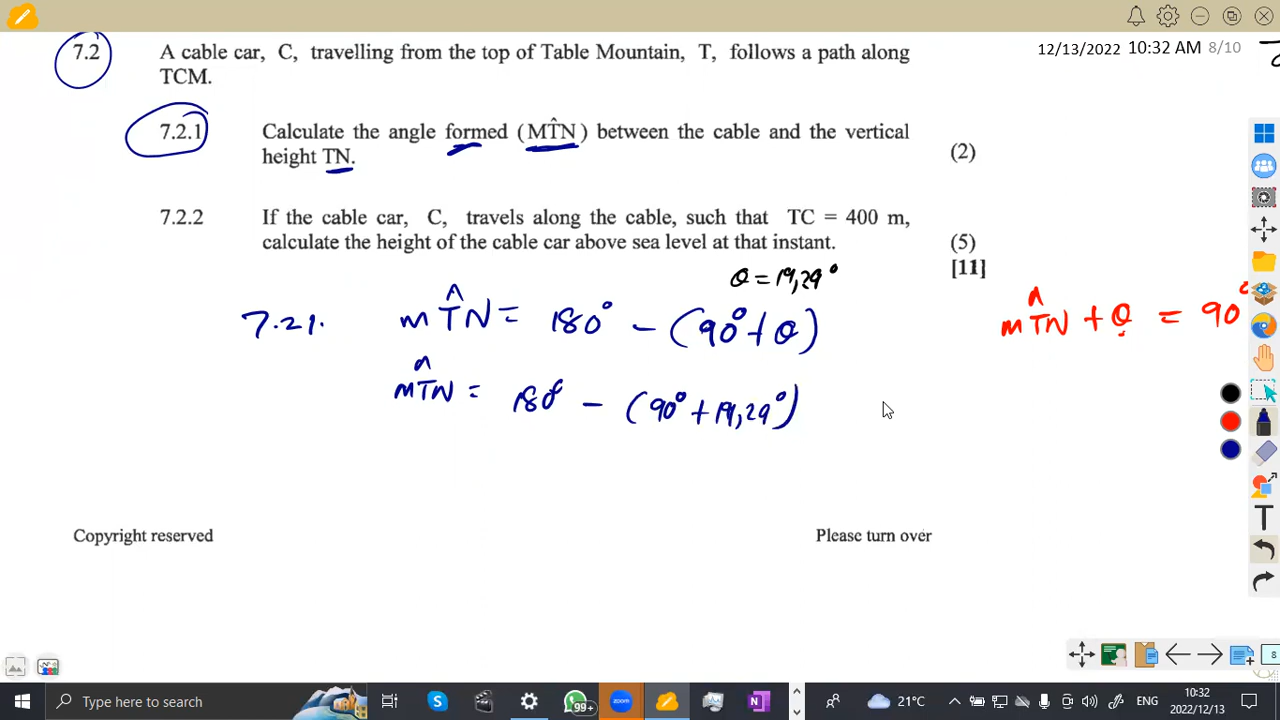 12/13/2022 10:32 AM 8/10
7.2 A cable car, C, travelling from the top of Table Mountain, T, follows a path along
TCM.
7.2.1 Calculate the angle formed (MT̂N) between the cable and the vertical
height TN.
(2)
7.2.2 If the cable car, C, travels along the cable, such that TC = 400 m,
calculate the height of the cable car above sea level at that instant.
(5)
[11]
θ = 19,29°
7.21. MT̂N = 180° − (90° + θ)
MT̂N + θ = 90°
MT̂N = 180° − (90° + 19,29°)
Copyright reserved Please turn over
T
8
Type here to search
99+
zoom
N
21°C
ENG
10:32
2022/12/13